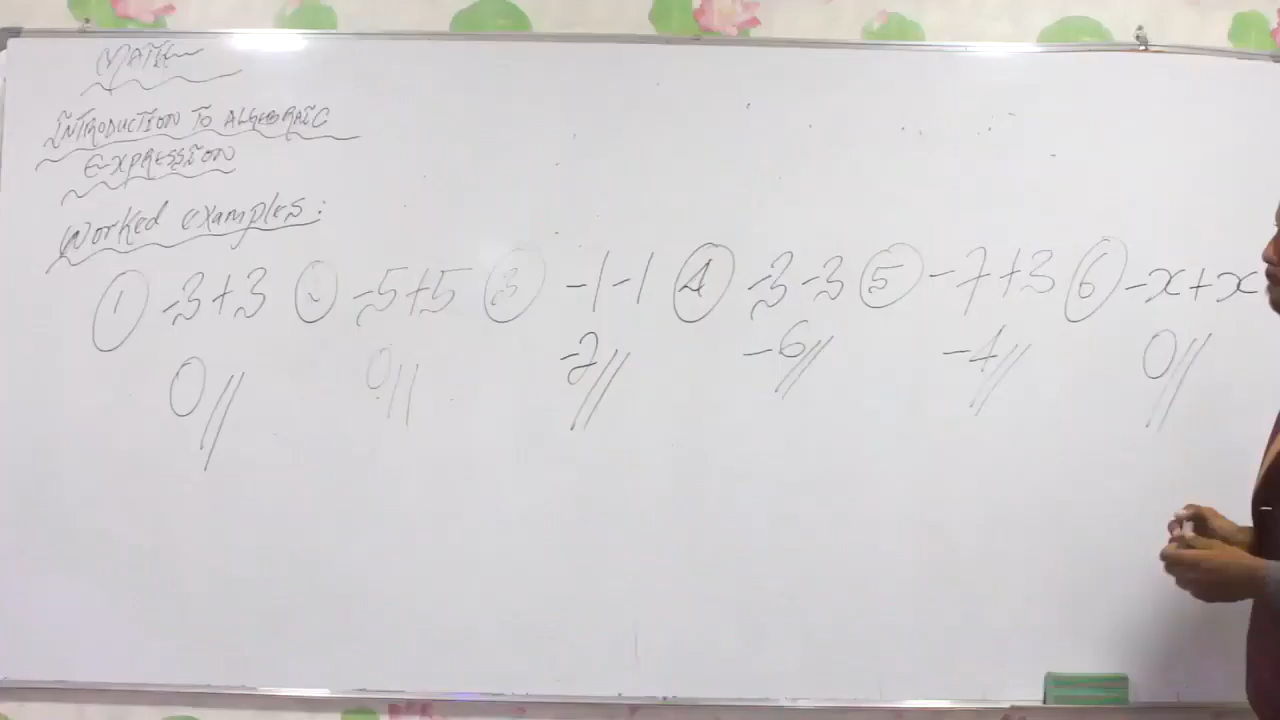 MATH
INTRODUCTION TO ALGEBRAIC
EXPRESSION
Worked examples:
① -3+3 ② -5+5 ③ -1-1 ④ -3-3 ⑤ -7+3 ⑥ -x+x
0// 0// -2// -6// -4// 0//